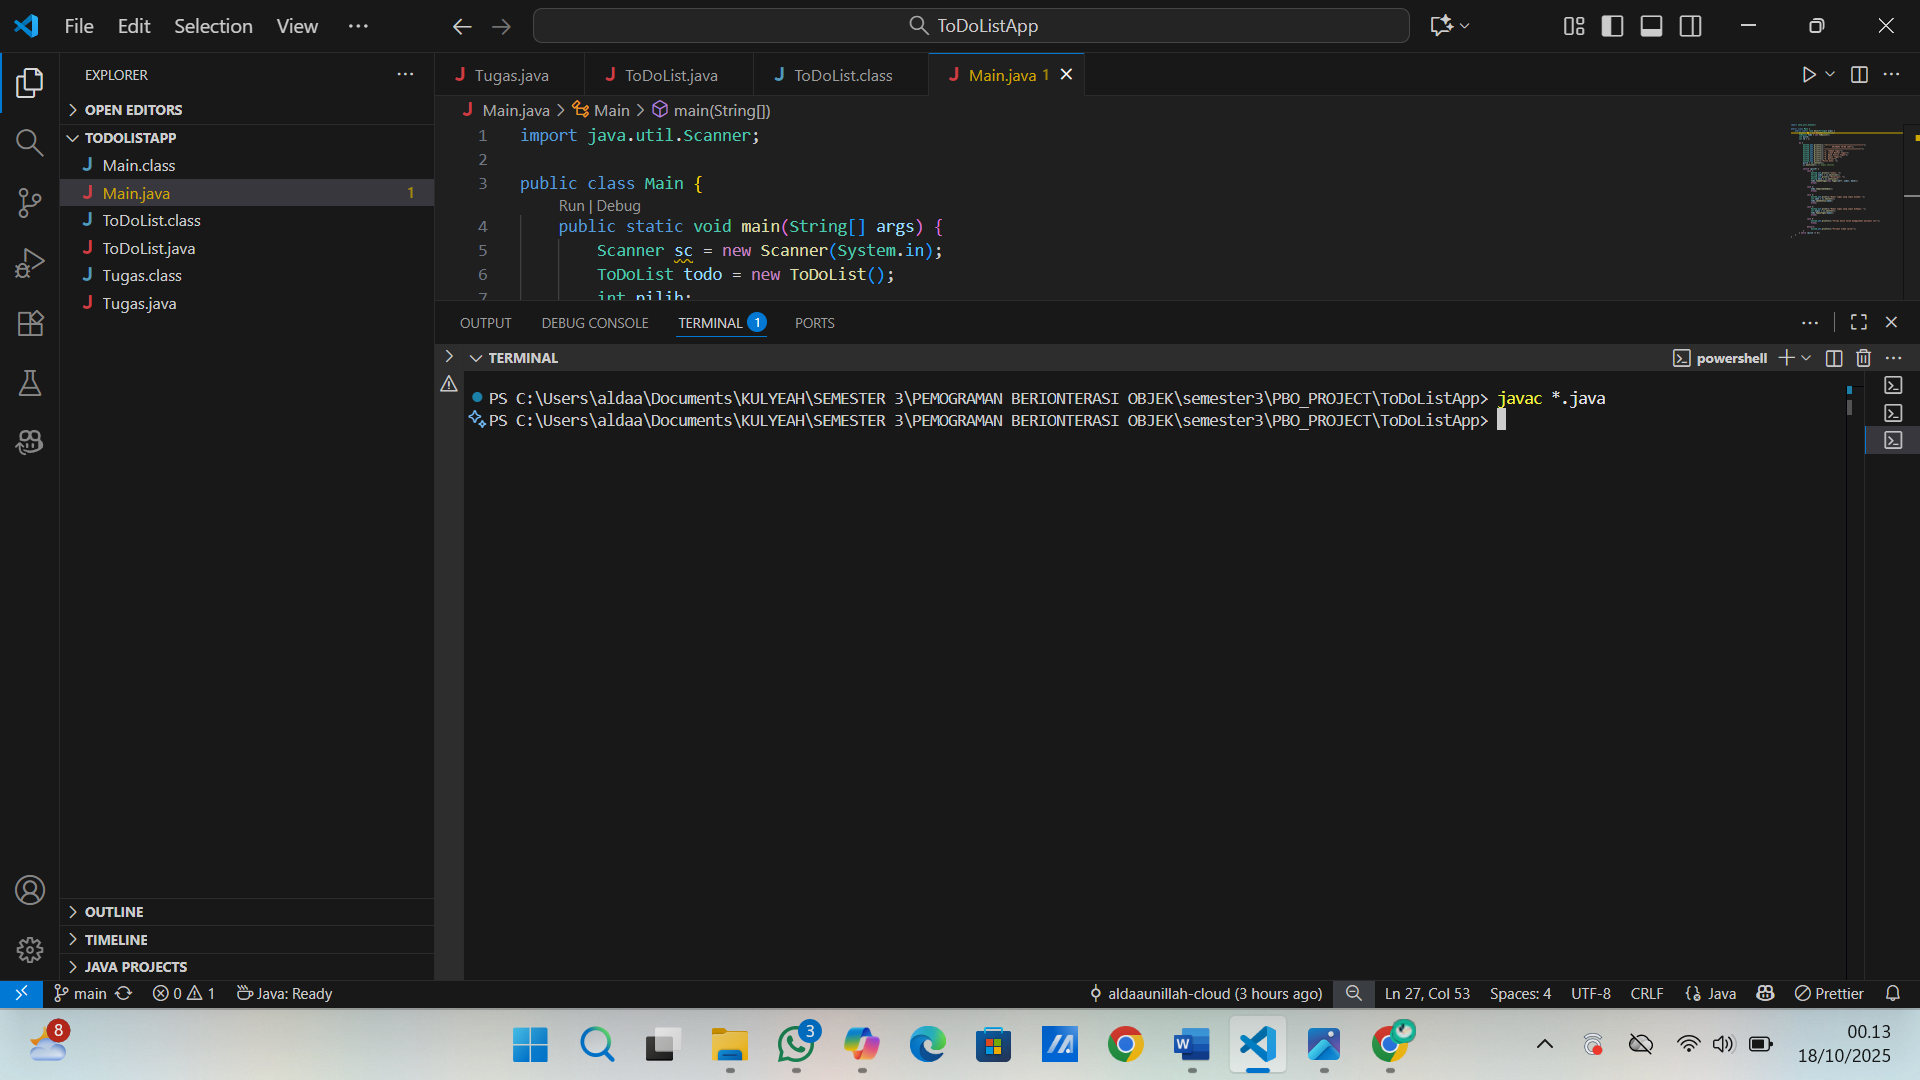 File Edit Selection View ··· ToDoListApp
EXPLORER
OPEN EDITORS
TODOLISTAPP
Main.class
Main.java 1
ToDoList.class
ToDoList.java
Tugas.class
Tugas.java
OUTLINE
TIMELINE
JAVA PROJECTS
Tugas.java ToDoList.java ToDoList.class Main.java 1
Main.java > Main > main(String[])
1 import java.util.Scanner;
2
3 public class Main {
Run | Debug
4 public static void main(String[] args) {
5 Scanner sc = new Scanner(System.in);
6 ToDoList todo = new ToDoList();
7 int pilih;
OUTPUT DEBUG CONSOLE TERMINAL 1 PORTS
TERMINAL powershell
PS C:\Users\aldaa\Documents\KULYEAH\SEMESTER 3\PEMOGRAMAN BERIONTERASI OBJEK\semester3\PBO_PROJECT\ToDoListApp> javac *.java
PS C:\Users\aldaa\Documents\KULYEAH\SEMESTER 3\PEMOGRAMAN BERIONTERASI OBJEK\semester3\PBO_PROJECT\ToDoListApp>
main 0 1 Java: Ready aldaaunillah-cloud (3 hours ago) Ln 27, Col 53 Spaces: 4 UTF-8 CRLF Java Prettier
8 3 W 00.13
18/10/2025